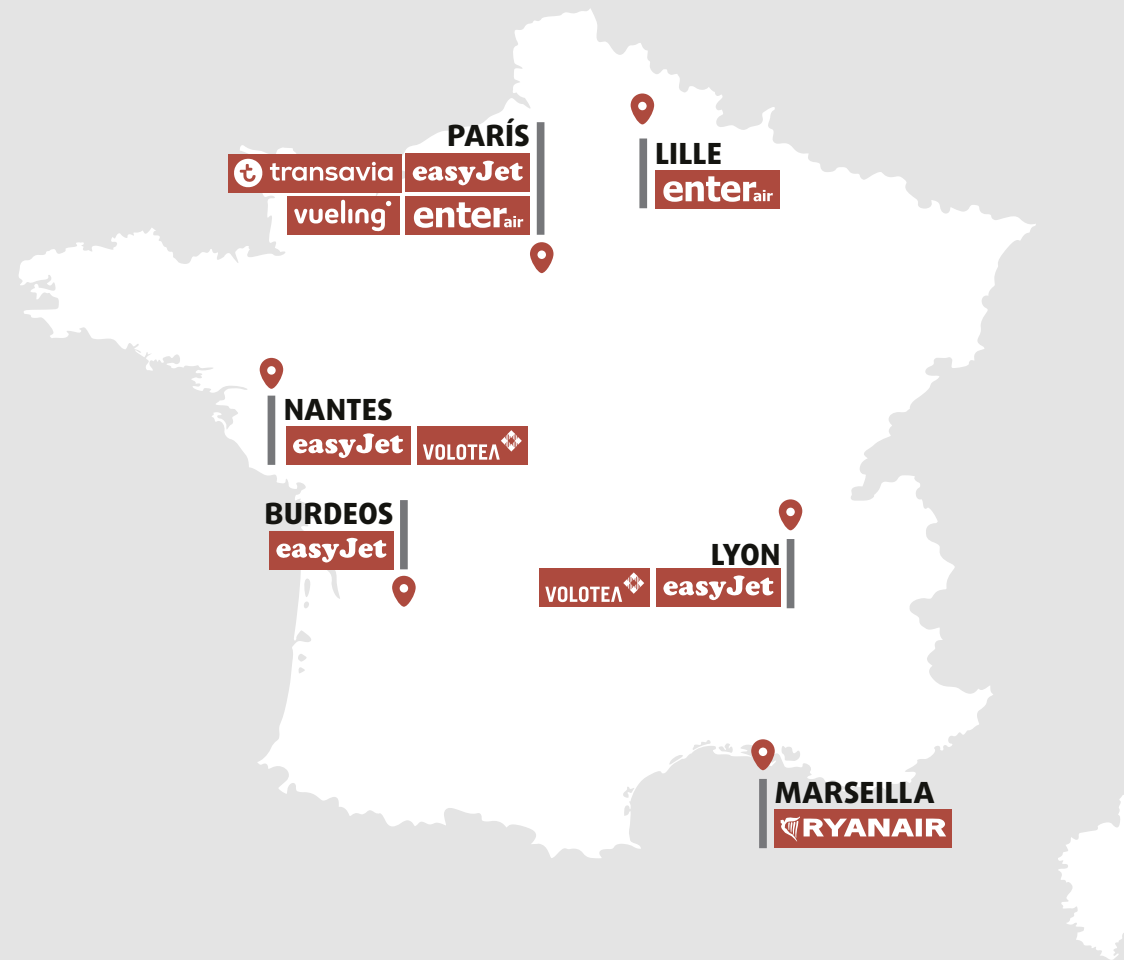 PARÍS
transavia easyJet
vueling enter air
LILLE
enter air
NANTES
easyJet VOLOTEA
BURDEOS
easyJet
LYON
VOLOTEA easyJet
MARSEILLA
RYANAIR